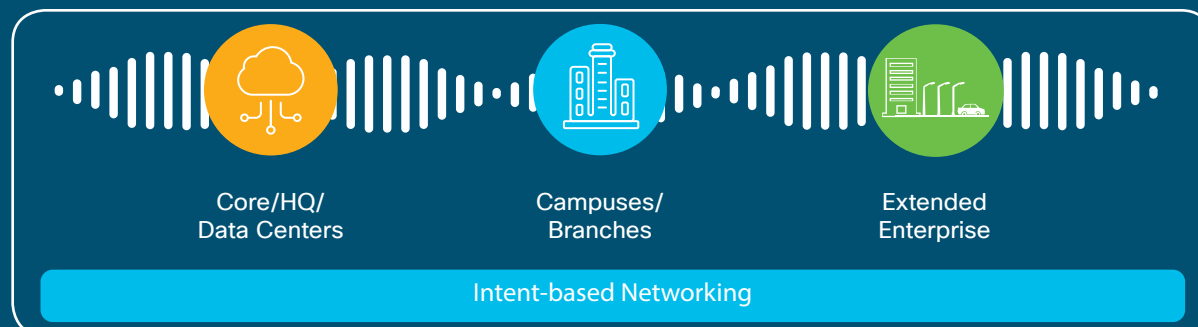 Core/HQ/
Data Centers
Campuses/
Branches
Extended
Enterprise
Intent-based Networking